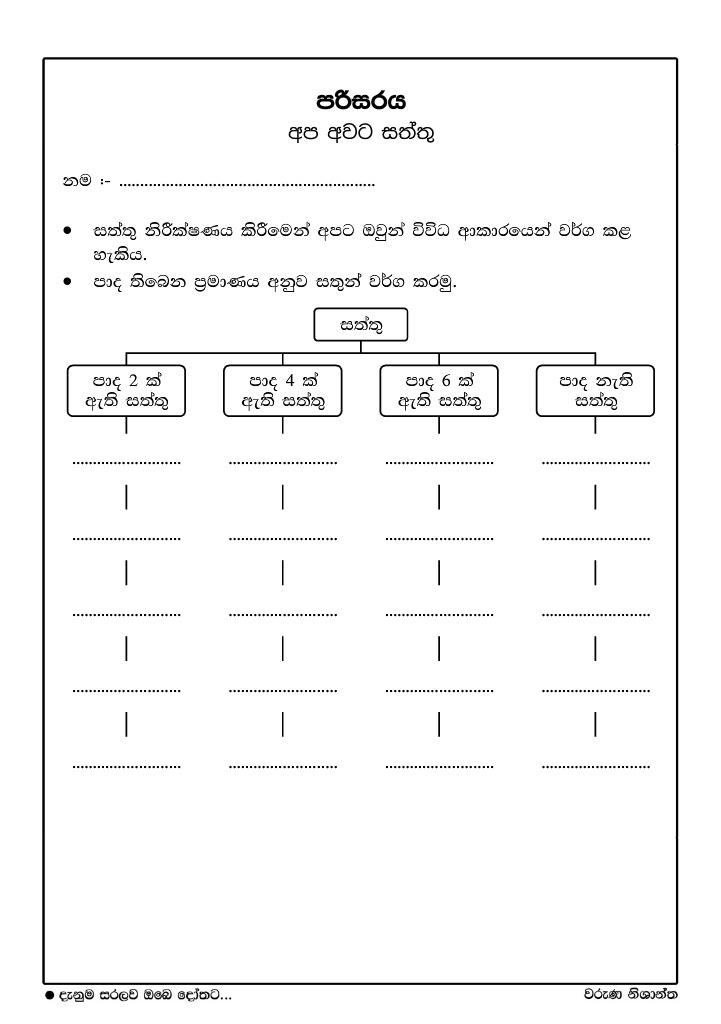 පරිසරය
අප අවට සත්තු
නම :- ............................................................
● සත්තු නිරීක්ෂණය කිරීමෙන් අපට ඔවුන් විවිධ ආකාරයෙන් වර්ග කළ
හැකිය.
● පාද තිබෙන ප්‍රමාණය අනුව සතුන් වර්ග කරමු.
සත්තු
පාද 2 ක්
ඇති සත්තු
පාද 4 ක්
ඇති සත්තු
පාද 6 ක්
ඇති සත්තු
පාද නැති
සත්තු
● දැනුම සරලව ඔබෙ දෝතට...
වරුණ නිශාන්ත